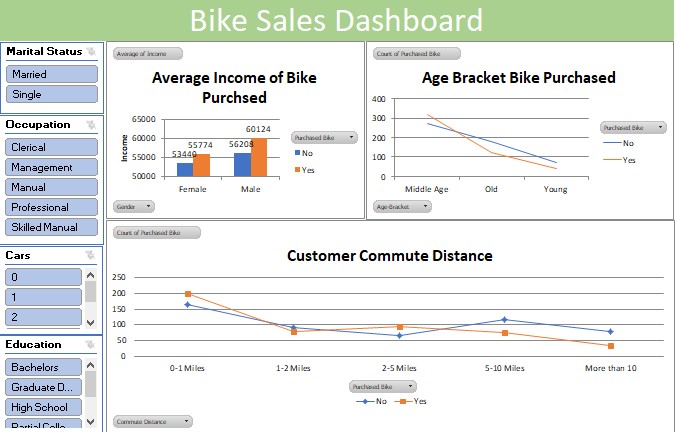 Bike Sales Dashboard
Marital Status
Married
Single
Occupation
Clerical
Management
Manual
Professional
Skilled Manual
Cars
0
1
2
Education
Bachelors
Graduate D...
High School
Partial Colle
Average of Income
Average Income of Bike
Purchsed
Income
65000
60000
55000
50000
53440
55774
56208
60124
Female
Male
Purchased Bike
No
Yes
Gender
Count of Purchased Bike
Age Bracket Bike Purchased
400
300
200
100
0
Middle Age
Old
Young
Purchased Bike
No
Yes
Age-Bracket
Count of Purchased Bike
Customer Commute Distance
250
200
150
100
50
0
0-1 Miles
1-2 Miles
2-5 Miles
5-10 Miles
More than 10
Purchased Bike
No
Yes
Commute Distance